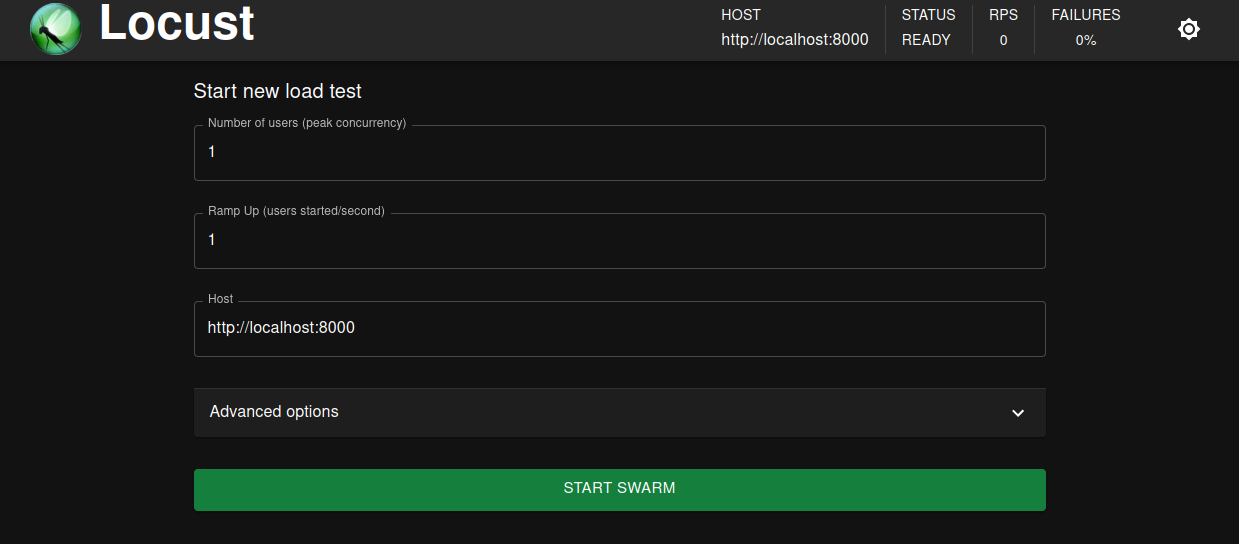 Locust
HOST
http://localhost:8000
STATUS
READY
RPS
0
FAILURES
0%
Start new load test
Number of users (peak concurrency)
1
Ramp Up (users started/second)
1
Host
http://localhost:8000
Advanced options
START SWARM